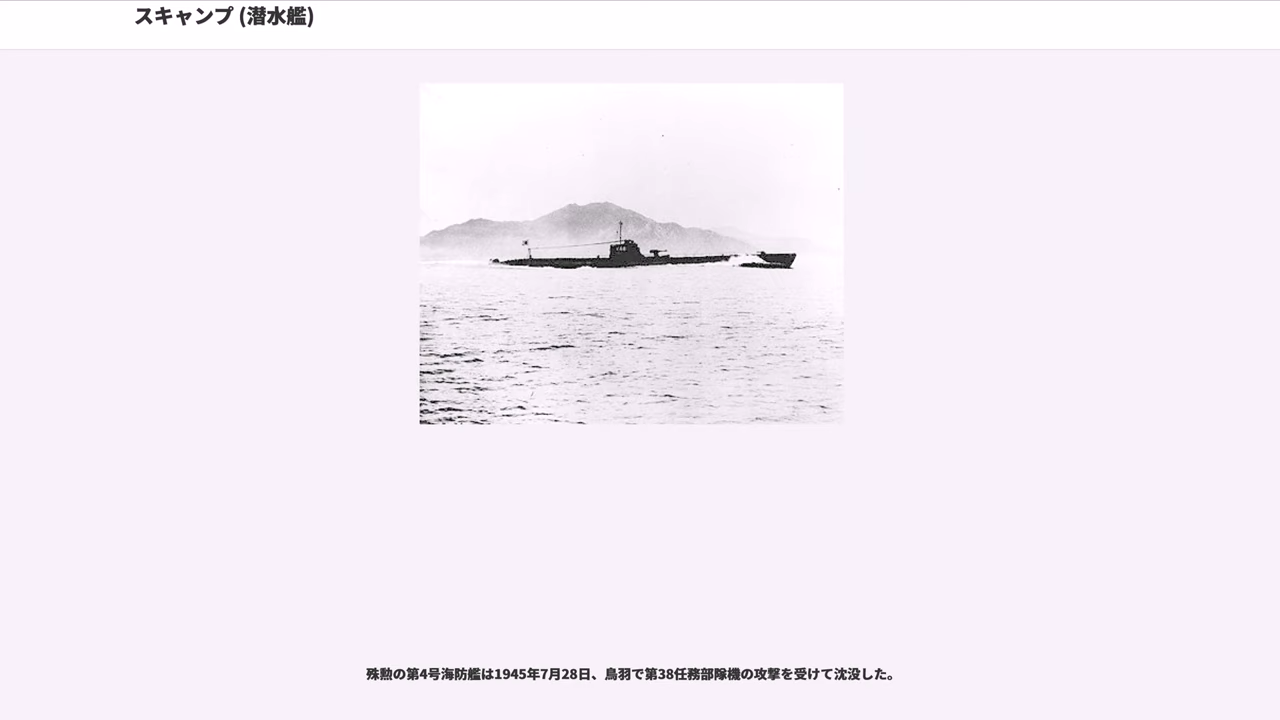 スキャンプ (潜水艦)
殊勲の第4号海防艦は1945年7月28日、鳥羽で第38任務部隊機の攻撃を受けて沈没した。